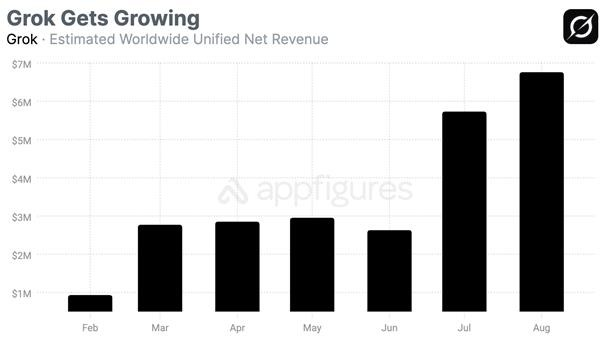 Grok Gets Growing
Grok · Estimated Worldwide Unified Net Revenue
$7M
$6M
$5M
$4M
$3M
$2M
$1M
appfigures
Feb Mar Apr May Jun Jul Aug